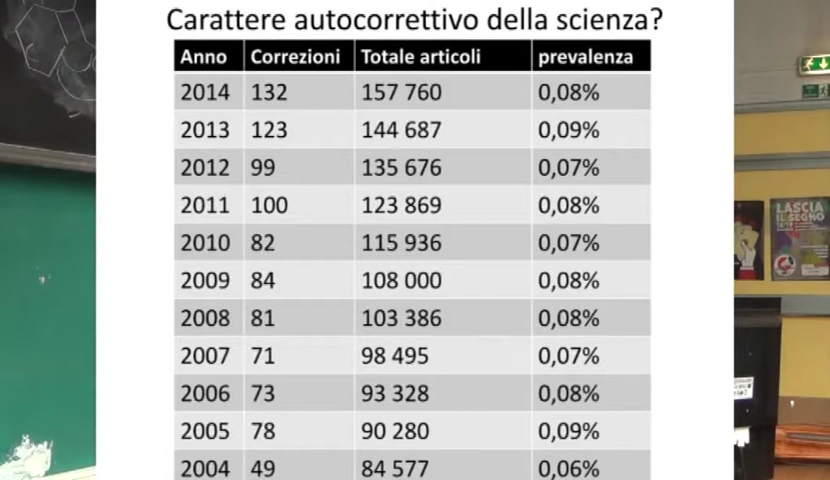 Carattere autocorrettivo della scienza?
Anno Correzioni Totale articoli prevalenza
2014 132 157 760 0,08%
2013 123 144 687 0,09%
2012 99 135 676 0,07%
2011 100 123 869 0,08%
2010 82 115 936 0,07%
2009 84 108 000 0,08%
2008 81 103 386 0,08%
2007 71 98 495 0,07%
2006 73 93 328 0,08%
2005 78 90 280 0,09%
2004 49 84 577 0,06%
LASCIA
IL SEGNO